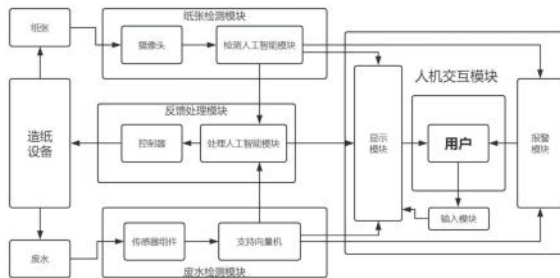 纸张检测模块
纸张
摄像头
检测人工智能模块
人机交互模块
反馈处理模块
造纸
设备
控制器
处理人工智能模块
显示
模块
用户
报警
模块
输入模块
废水
传感器组件
支持向量机
废水检测模块